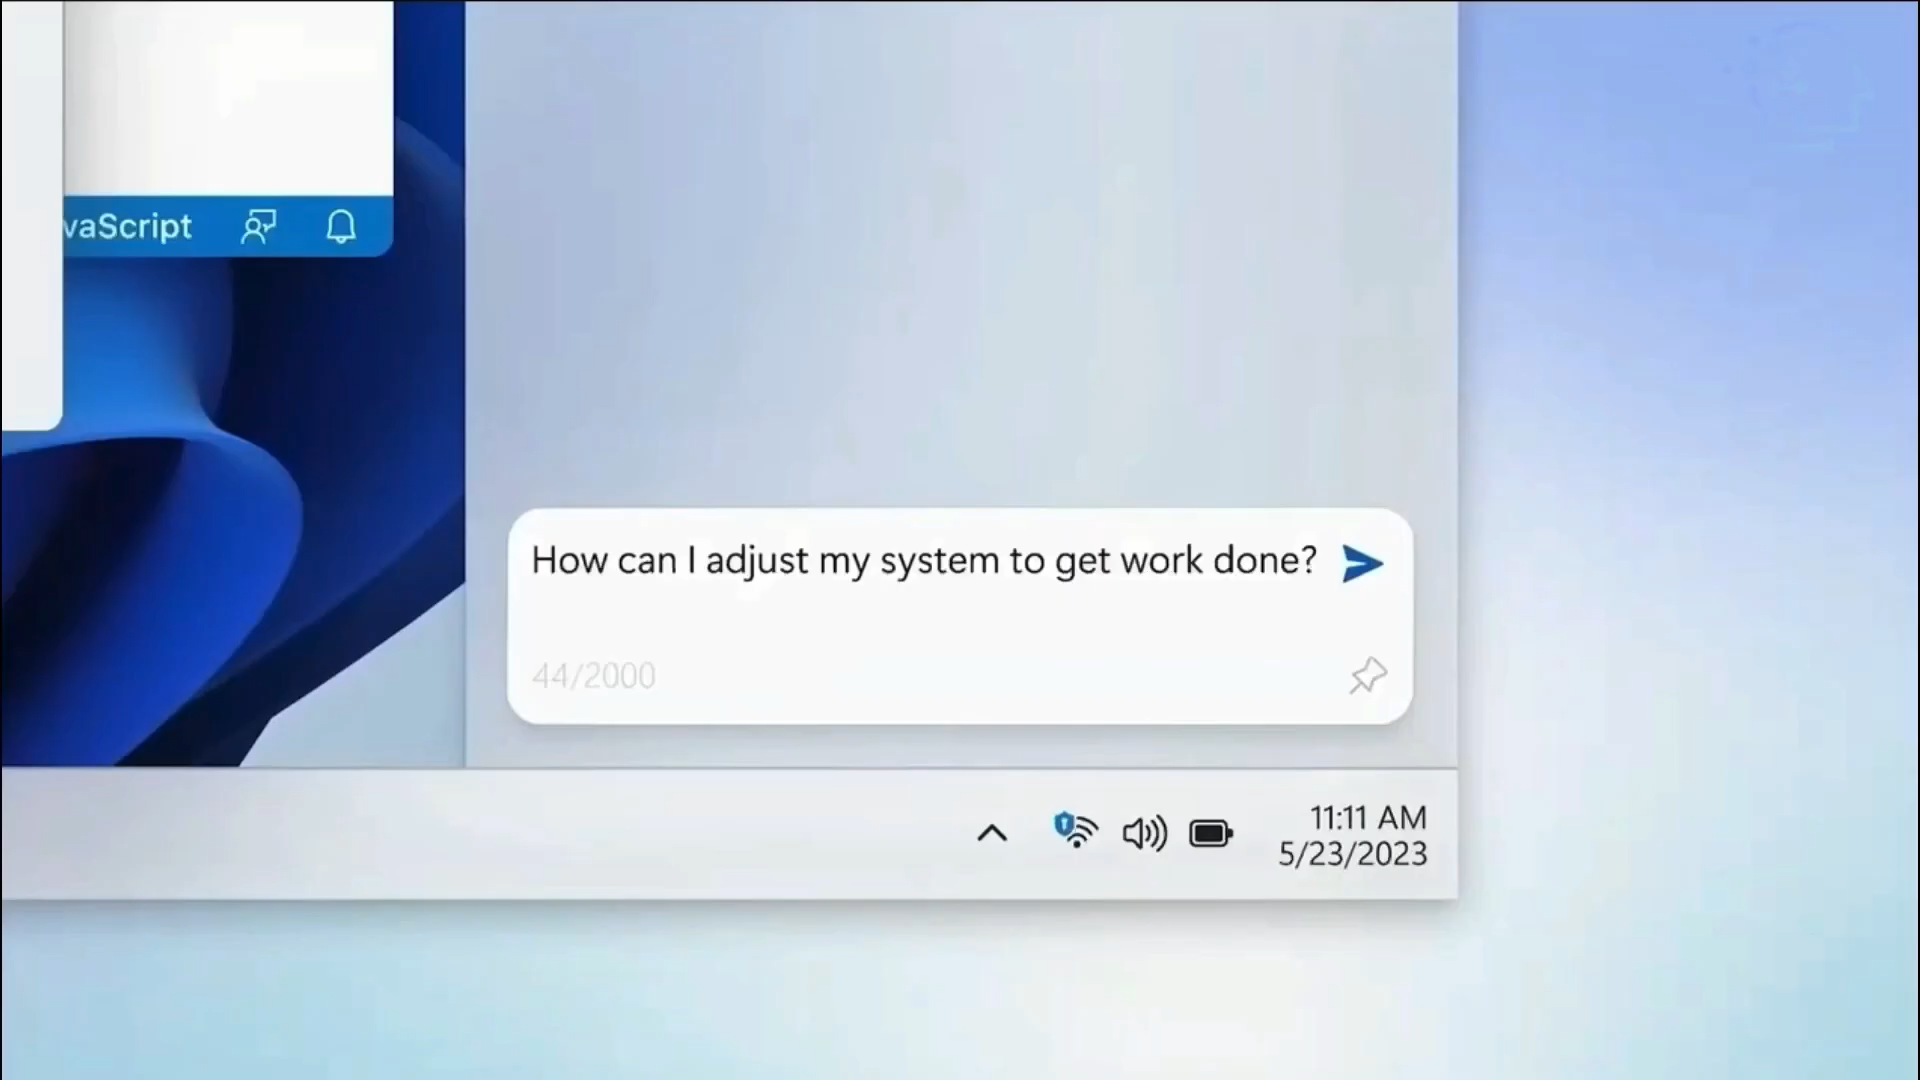 vaScript
How can I adjust my system to get work done?
44/2000
11:11 AM
5/23/2023